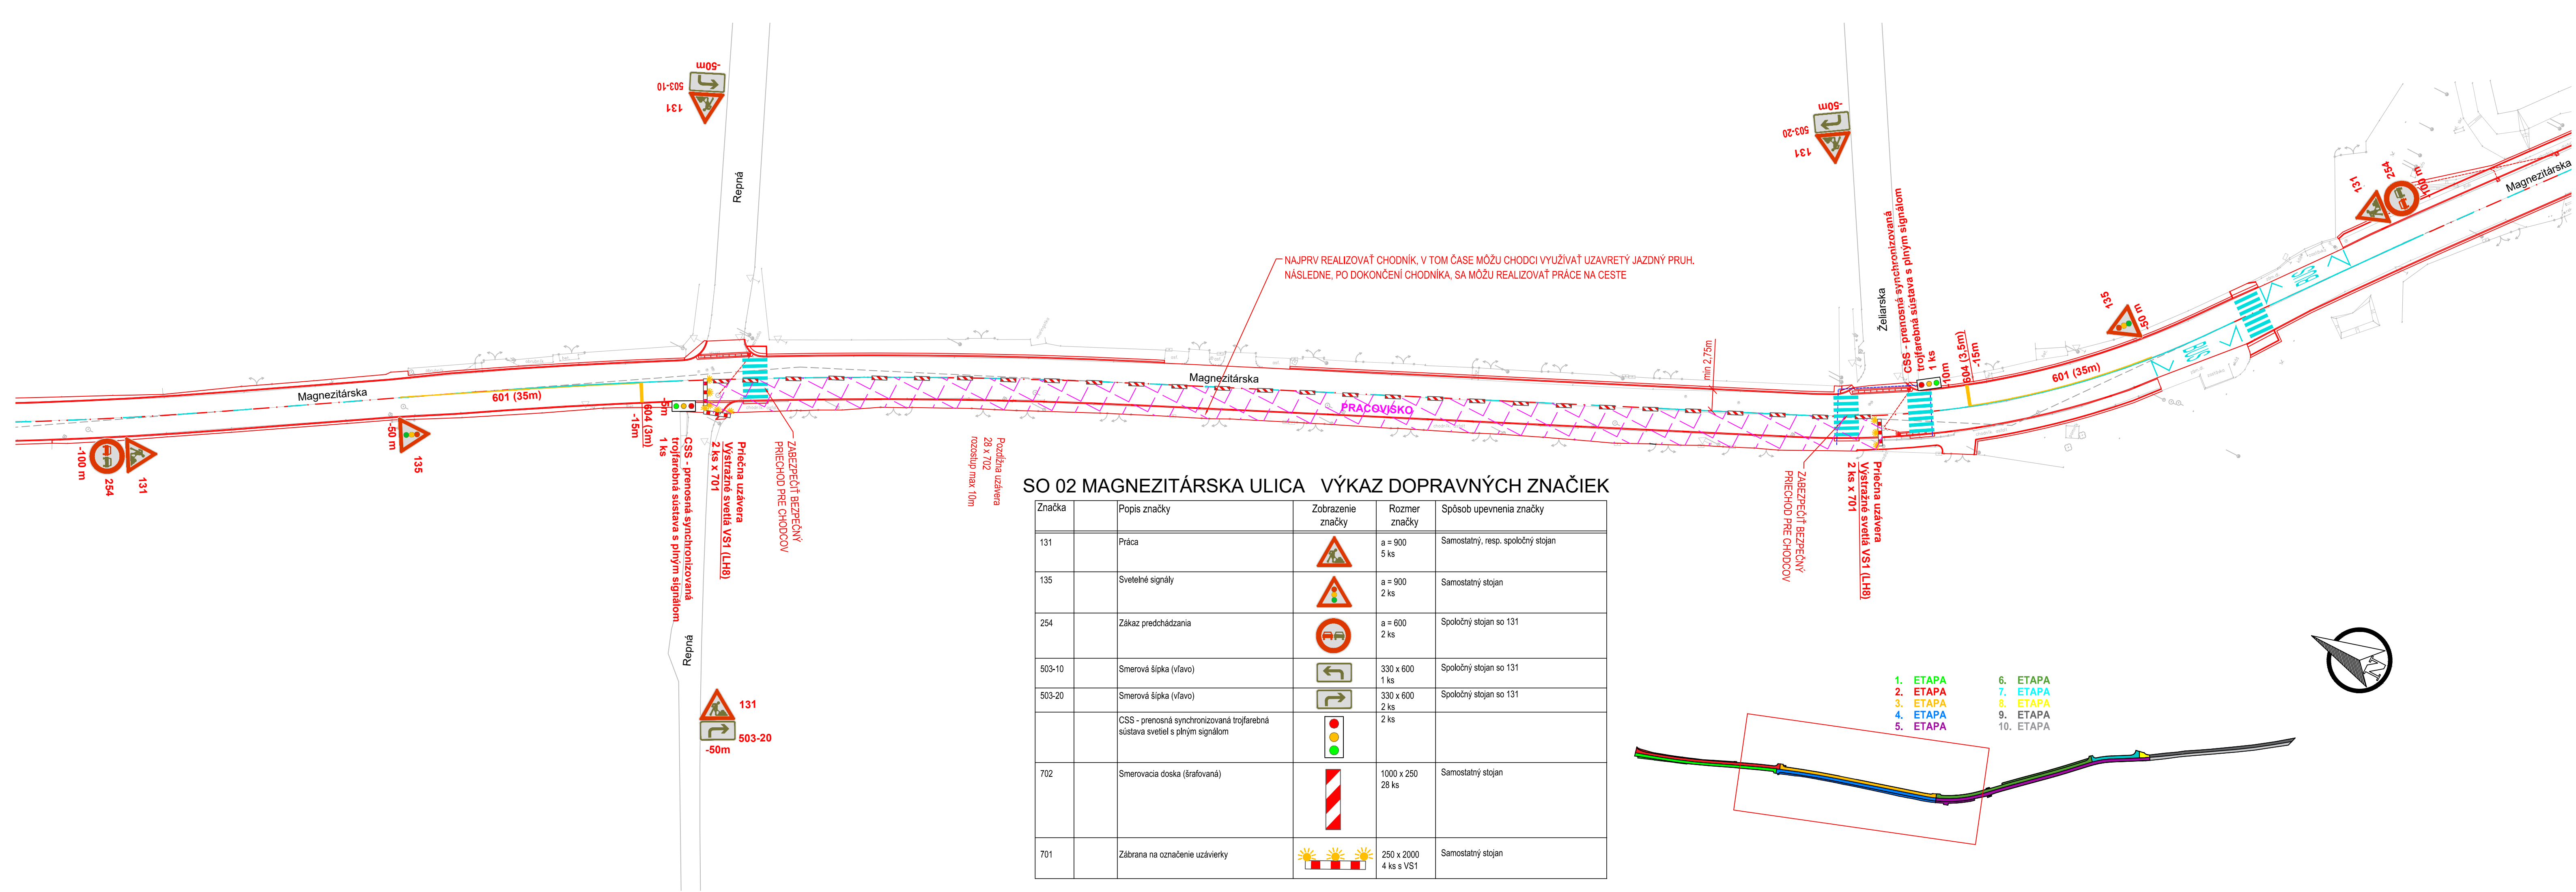 -50m
503-10
131
Repná
-50m
503-20
131
Želiarska
CSS - prenosná synchronizovaná
trojfarebná sústava s plným signálom
1 ks
-10m
604 (3,5m)
-15m
135
-50 m
131
254
-100 m
Magnezitárska
601 (35m)
NAJPRV REALIZOVAŤ CHODNÍK, V TOM ČASE MÔŽU CHODCI VYUŽÍVAŤ UZAVRETÝ JAZDNÝ PRUH.
NÁSLEDNE, PO DOKONČENÍ CHODNÍKA, SA MÔŽU REALIZOVAŤ PRÁCE NA CESTE
min 2.75m
Magnezitárska
PRACOVISKO
Magnezitárska
601 (35m)
-100 m
254
131
-50 m
135
604 (3m)
-15m
-5m
CSS - prenosná synchronizovaná
trojfarebná sústava s plným signálom
1 ks
Priečna uzávera
Výstražné svetlá VS1 (LH8)
2 ks x 701
ZABEZPEČIŤ BEZPEČNÝ
PRIECHOD PRE CHODCOV
Pozdĺžna uzávera
28 x 702
rozostup max 10m
ZABEZPEČIŤ BEZPEČNÝ
PRIECHOD PRE CHODCOV
Priečna uzávera
Výstražné svetlá VS1 (LH8)
2 ks x 701
Repná
131
503-20
-50m
SO 02 MAGNEZITÁRSKA ULICA VÝKAZ DOPRAVNÝCH ZNAČIEK
Značka Popis značky Zobrazenie značky Rozmer značky Spôsob upevnenia značky
131 Práca a = 900 5 ks Samostatný, resp. spoločný stojan
135 Svetelné signály a = 900 2 ks Samostatný stojan
254 Zákaz predchádzania a = 600 2 ks Spoločný stojan so 131
503-10 Smerová šípka (vľavo) 330 x 600 1 ks Spoločný stojan so 131
503-20 Smerová šípka (vľavo) 330 x 600 2 ks Spoločný stojan so 131
CSS - prenosná synchronizovaná trojfarebná sústava svetiel s plným signálom 2 ks
702 Smerovacia doska (šrafovaná) 1000 x 250 28 ks Samostatný stojan
701 Zábrana na označenie uzávierky 250 x 2000 4 ks s VS1 Samostatný stojan
1. ETAPA
2. ETAPA
3. ETAPA
4. ETAPA
5. ETAPA
6. ETAPA
7. ETAPA
8. ETAPA
9. ETAPA
10. ETAPA